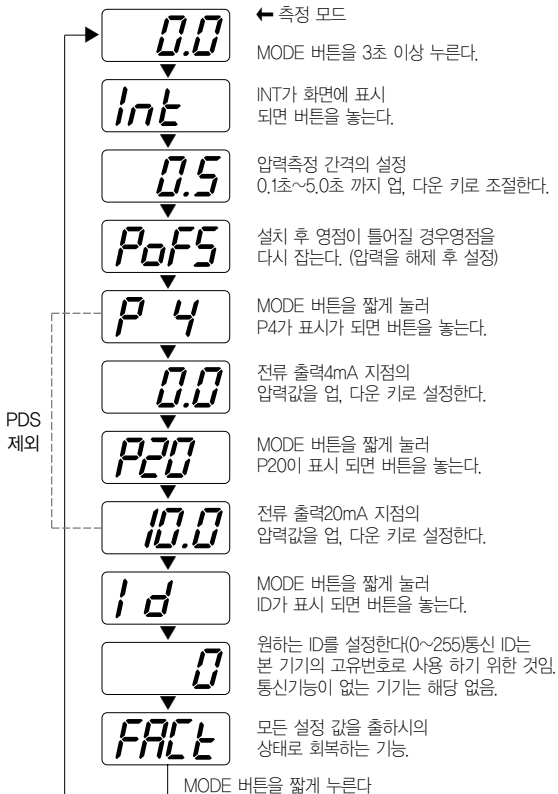 0.0
← 측정 모드
MODE 버튼을 3초 이상 누른다.
Int
INT가 화면에 표시
되면 버튼을 놓는다.
0.5
압력측정 간격의 설정
0.1초~5.0초 까지 업, 다운 키로 조절한다.
PoFS
설치 후 영점이 틀어질 경우영점을
다시 잡는다. (압력을 해제 후 설정)
P 4
MODE 버튼을 짧게 눌러
P4가 표시가 되면 버튼을 놓는다.
0.0
전류 출력4mA 지점의
압력값을 업, 다운 키로 설정한다.
PDS
제외
P20
MODE 버튼을 짧게 눌러
P20이 표시 되면 버튼을 놓는다.
10.0
전류 출력20mA 지점의
압력값을 업, 다운 키로 설정한다.
Id
MODE 버튼을 짧게 눌러
ID가 표시 되면 버튼을 놓는다.
0
원하는 ID를 설정한다(0~255)통신 ID는
본 기기의 고유번호로 사용 하기 위한 것임.
통신기능이 없는 기기는 해당 없음.
FACt
모든 설정 값을 출하시의
상태로 회복하는 기능.
MODE 버튼을 짧게 누른다